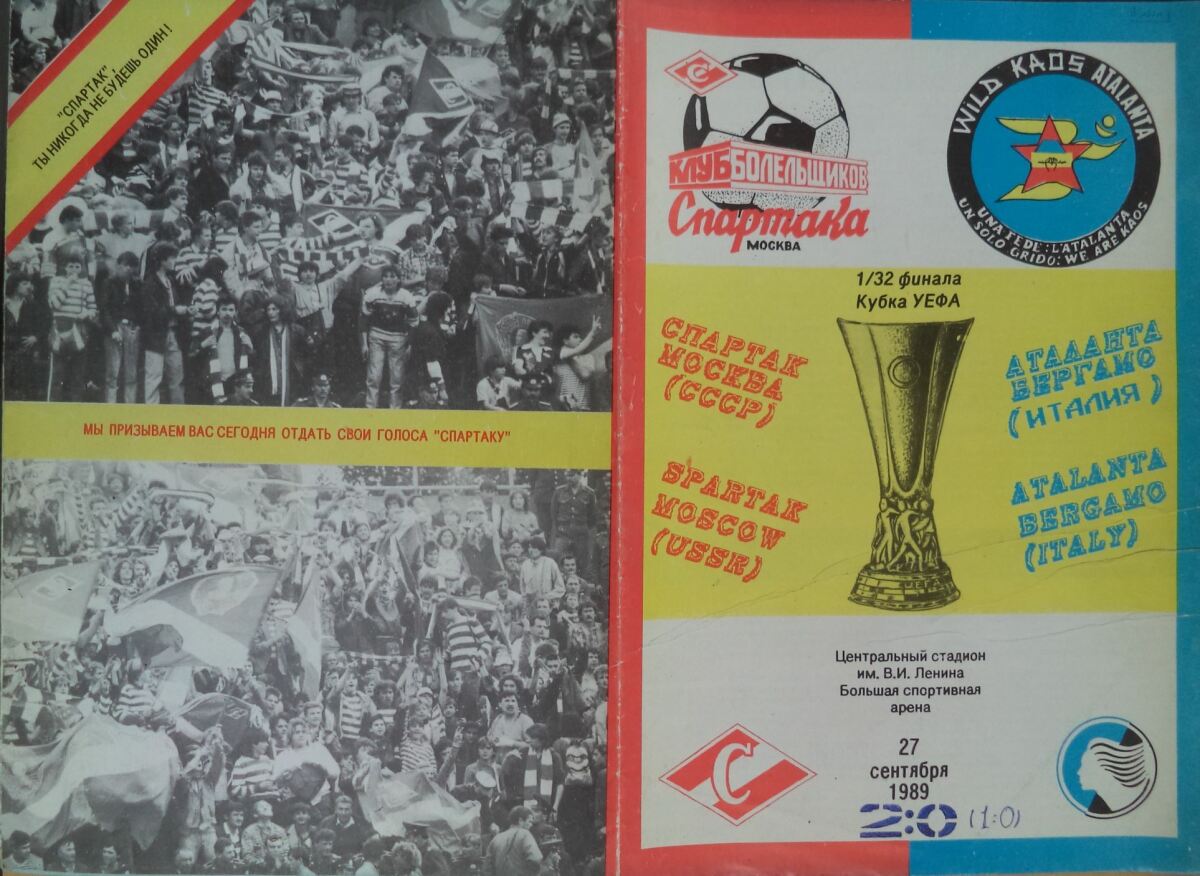 "СПАРТАК",
ТЫ НИКОГДА НЕ БУДЕШЬ ОДИН!
МЫ ПРИЗЫВАЕМ ВАС СЕГОДНЯ ОТДАТЬ СВОИ ГОЛОСА "СПАРТАКУ"
С
КЛУБ БОЛЕЛЬЩИКОВ
Спартака
МОСКВА
WILD KAOS ATALANTA
UNA FEDE: L'ATALANTA
UN SOLO GRIDO: WE ARE KAOS
1/32 финала
Кубка УЕФА
СПАРТАК
МОСКВА
(СССР)
АТАЛАНТА
БЕРГАМО
(ИТАЛИЯ)
SPARTAK
MOSCOW
(USSR)
ATALANTA
BERGAMO
(ITALY)
UEFA
Центральный стадион
им. В.И. Ленина
Большая спортивная
арена
С
27
сентября
1989
2:0 (1:0)